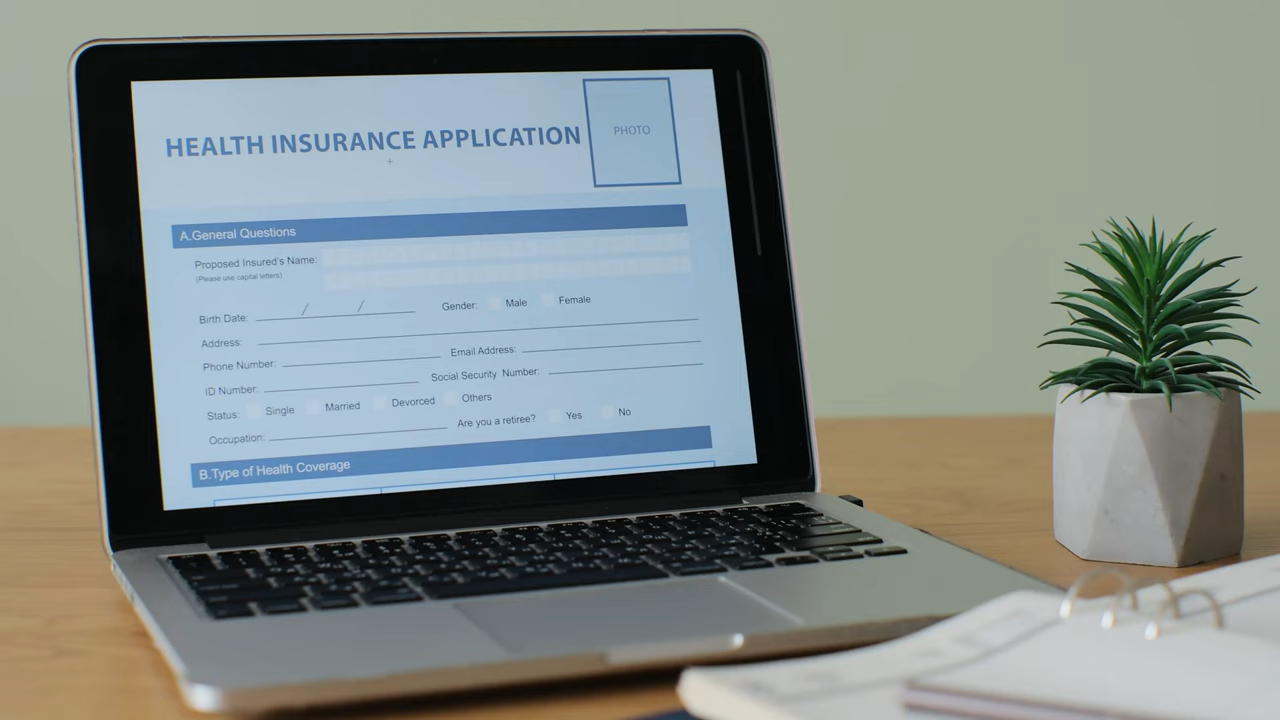 HEALTH INSURANCE APPLICATION
PHOTO
A.General Questions
Proposed Insured's Name:
(Please use capital letters)
Birth Date: / / Gender: Male Female
Address:
Phone Number: Email Address:
ID Number: Social Security Number:
Status: Single Married Devorced Others
Occupation: Are you a retiree? Yes No
B.Type of Health Coverage